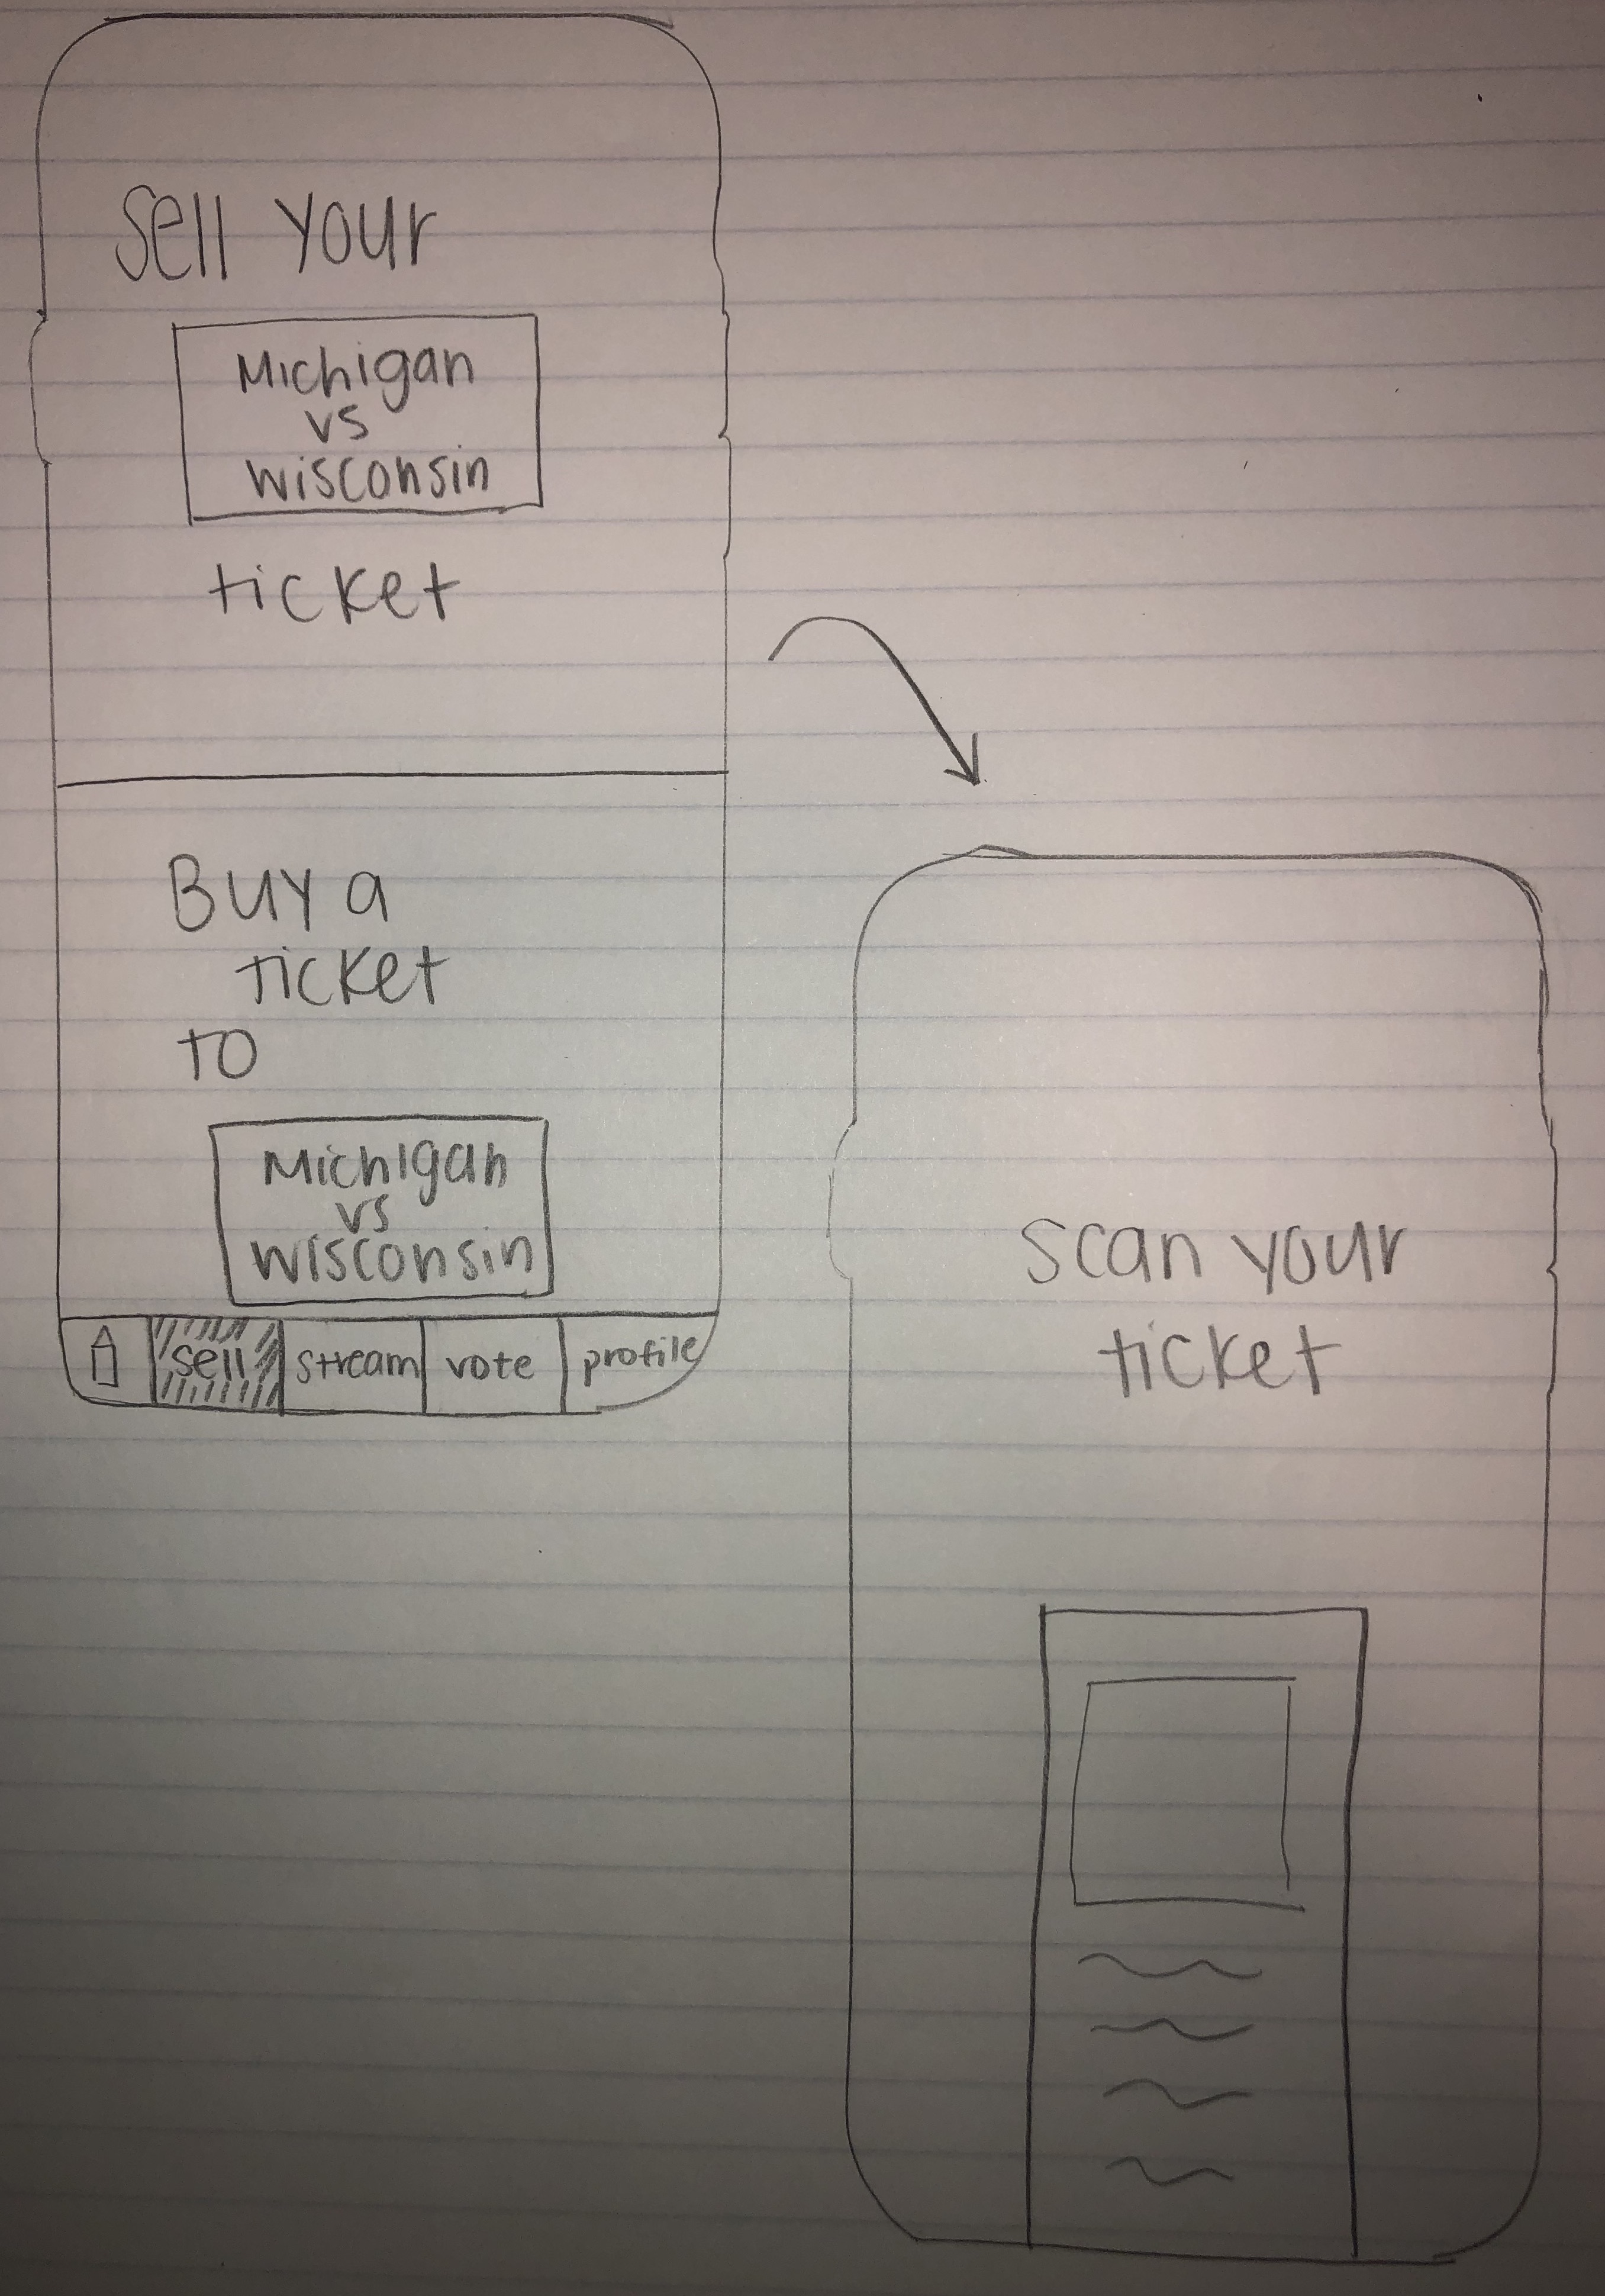 Sell your
Michigan
vs
Wisconsin
ticket
Buy a
ticket
to
Michigan
vs
Wisconsin
sell stream vote profile
Scan your
ticket